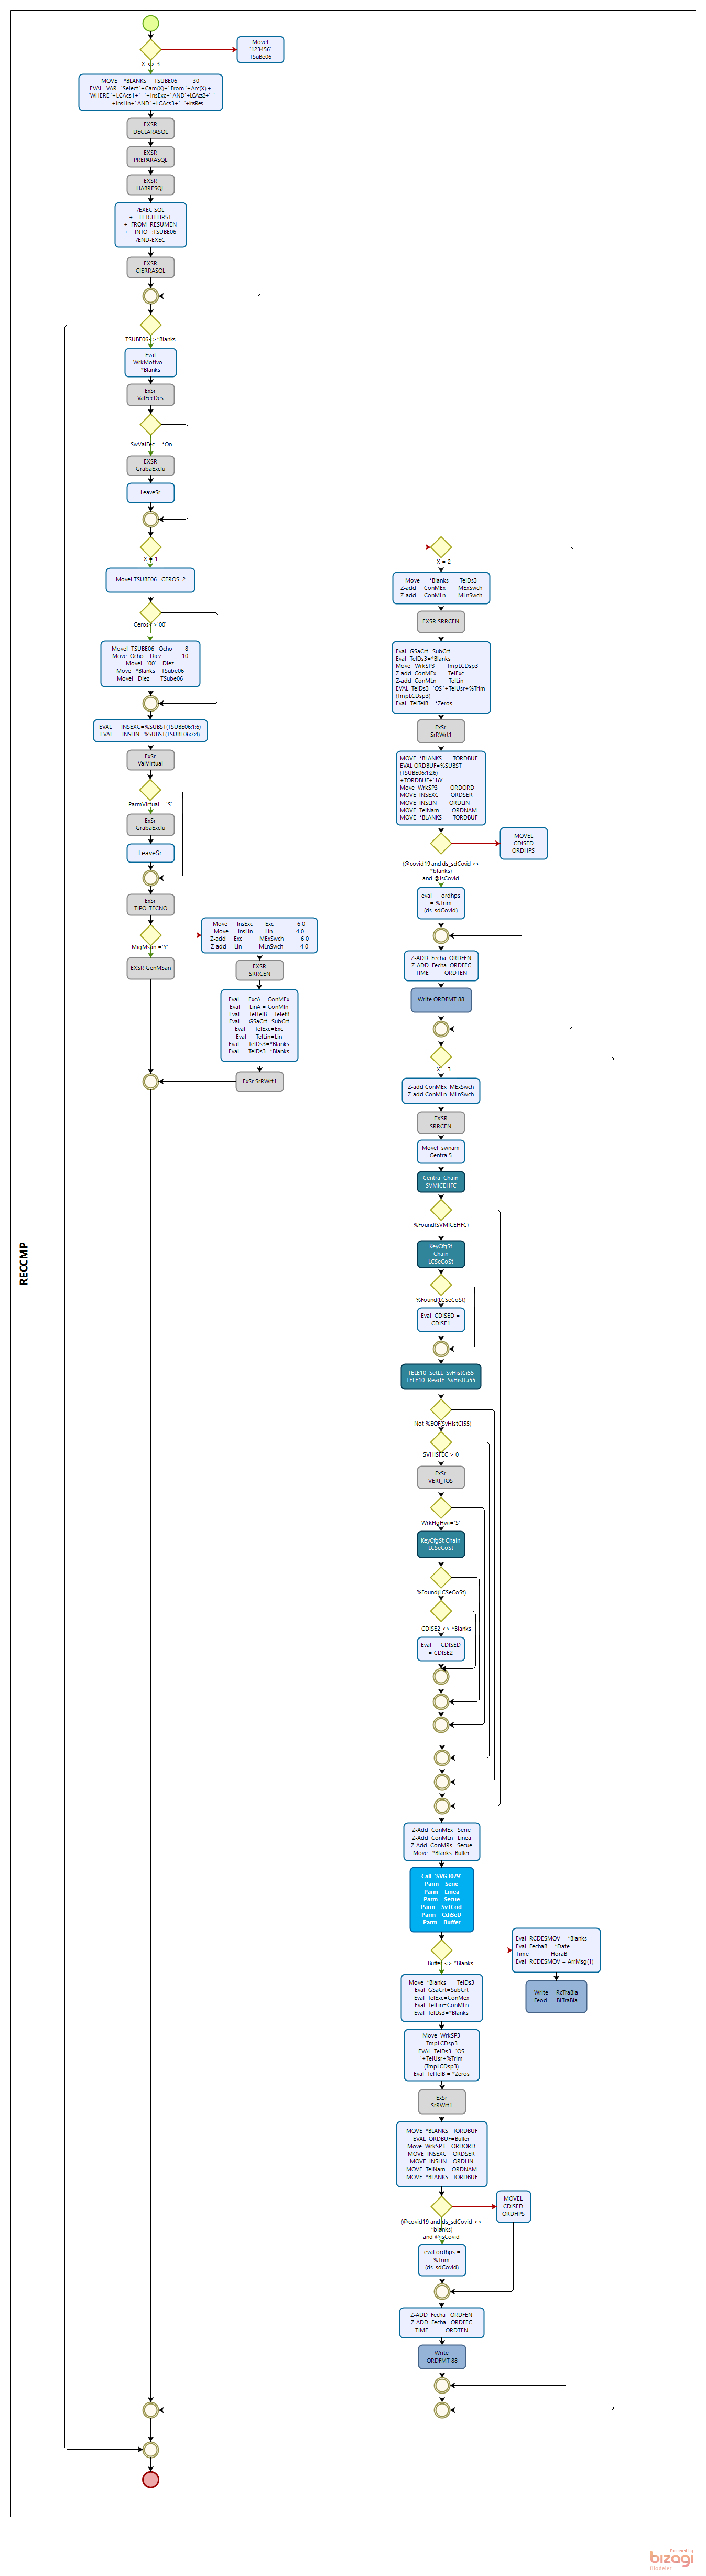 RECCMP
Movel
'123456'
TSuBe06
X <> 3
MOVE *BLANKS TSUBE06 30
EVAL VAR='Select'+Cam(X)+' From '+Arc(X) +
'WHERE'+LCAcs1+'='+InsExc+' AND'+LCAcs2+'='
+insLin+' AND'+LCAcs3+'='+InsRes
EXSR
DECLARASQL
EXSR
PREPARASQL
EXSR
HABRESQL
/EXEC SQL
+ FETCH FIRST
+ FROM RESUMEN
+ INTO :TSUBE06
/END-EXEC
EXSR
CIERRASQL
TSUBE06<>*Blanks
Eval
WrkMotivo =
*Blanks
ExSr
ValFecDes
SwValFec = *On
EXSR
GrabaExclu
LeaveSr
X = 1
X = 2
Movel TSUBE06 CEROS 2
Ceros<>'00'
Movel TSUBE06 Ocho 8
Move Ocho Diez 10
Movel '00' Diez
Move *Blanks TSube06
Movel Diez TSube06
EVAL INSEXC=%SUBST(TSUBE06:1:6)
EVAL INSLIN=%SUBST(TSUBE06:7:4)
ExSr
ValVirtual
ParmVirtual = 'S'
ExSr
GrabaExclu
LeaveSr
ExSr
TIPO_TECNO
MigMsan = 'Y'
EXSR GenMSan
Move InsExc Exc 6 0
Move InsLin Lin 4 0
Z-add Exc MExSwch 6 0
Z-add Lin MLnSwch 4 0
EXSR
SRRCEN
Eval ExcA = ConMEx
Eval LinA = ConMln
Eval TelTelB = TelefB
Eval GSaCrt=SubCrt
Eval TelExc=Exc
Eval TelLin=Lin
Eval TelDs3=*Blanks
Eval TelDs3=*Blanks
ExSr SrRWrt1
Move *Blanks TelDs3
Z-add ConMEx MExSwch
Z-add ConMLn MLnSwch
EXSR SRRCEN
Eval GSaCrt=SubCrt
Eval TelDs3=*Blanks
Move WrkSP3 TmpLCDsp3
Z-add ConMEx TelExc
Z-add ConMLn TelLin
EVAL TelDs3='OS '+TelUsr+%Trim
(TmpLCDsp3)
Eval TelTelB = *Zeros
ExSr
SrRWrt1
MOVE *BLANKS TORDBUF
EVAL ORDBUF=%SUBST
(TSUBE06:1:26)
+TORDBUF+'1&'
Move WrkSP3 ORDORD
MOVE INSEXC ORDSER
MOVE INSLIN ORDLIN
MOVE TelNam ORDNAM
MOVE *BLANKS TORDBUF
MOVEL
CDISED
ORDHPS
(@covid19 and ds_sdCovid <>
*blanks)
and @isCovid
eval ordhps
= %Trim
(ds_sdCovid)
Z-ADD Fecha ORDFEN
Z-ADD Fecha ORDFEC
TIME ORDTEN
Write ORDFMT 88
X = 3
Z-add ConMEx MExSwch
Z-add ConMLn MLnSwch
EXSR
SRRCEN
Movel swnam
Centra 5
Centra Chain
SVMICEHFC
%Found(SVMICEHFC)
KeyCfgSt
Chain
LCSeCoSt
%Found(LCSeCoSt)
Eval CDISED =
CDISE1
TELE10 SetLL SvHistCi55
TELE10 ReadE SvHistCi55
Not %EOF(SvHistCi55)
SVHISFEC > 0
ExSr
VERI_TOS
WrkFlgHwi='S'
KeyCfgSt Chain
LCSeCoSt
%Found(LCSeCoSt)
CDISE2 <> *Blanks
Eval CDISED
= CDISE2
Z-Add ConMEx Serie
Z-Add ConMLn Linea
Z-Add ConMRs Secue
Move *Blanks Buffer
Call 'SVG3079'
Parm Serie
Parm Linea
Parm Secue
Parm SvTCod
Parm CdiSeD
Parm Buffer
Buffer <> *Blanks
Eval RCDESMOV = *Blanks
Eval FechaB = *Date
Time HoraB
Eval RCDESMOV = ArrMsg(1)
Write RcTraBla
Feod BLTraBla
Move *Blanks TelDs3
Eval GSaCrt=SubCrt
Eval TelExc=ConMex
Eval TelLin=ConMLn
Eval TelDs3=*Blanks
Move WrkSP3
TmpLCDsp3
EVAL TelDs3='OS
'+TelUsr+%Trim
(TmpLCDsp3)
Eval TelTelB = *Zeros
ExSr
SrRWrt1
MOVE *BLANKS TORDBUF
EVAL ORDBUF=Buffer
Move WrkSP3 ORDORD
MOVE INSEXC ORDSER
MOVE INSLIN ORDLIN
MOVE TelNam ORDNAM
MOVE *BLANKS TORDBUF
MOVEL
CDISED
ORDHPS
(@covid19 and ds_sdCovid <>
*blanks)
and @isCovid
eval ordhps =
%Trim
(ds_sdCovid)
Z-ADD Fecha ORDFEN
Z-ADD Fecha ORDFEC
TIME ORDTEN
Write
ORDFMT 88
Powered by
bizagi
Modeler